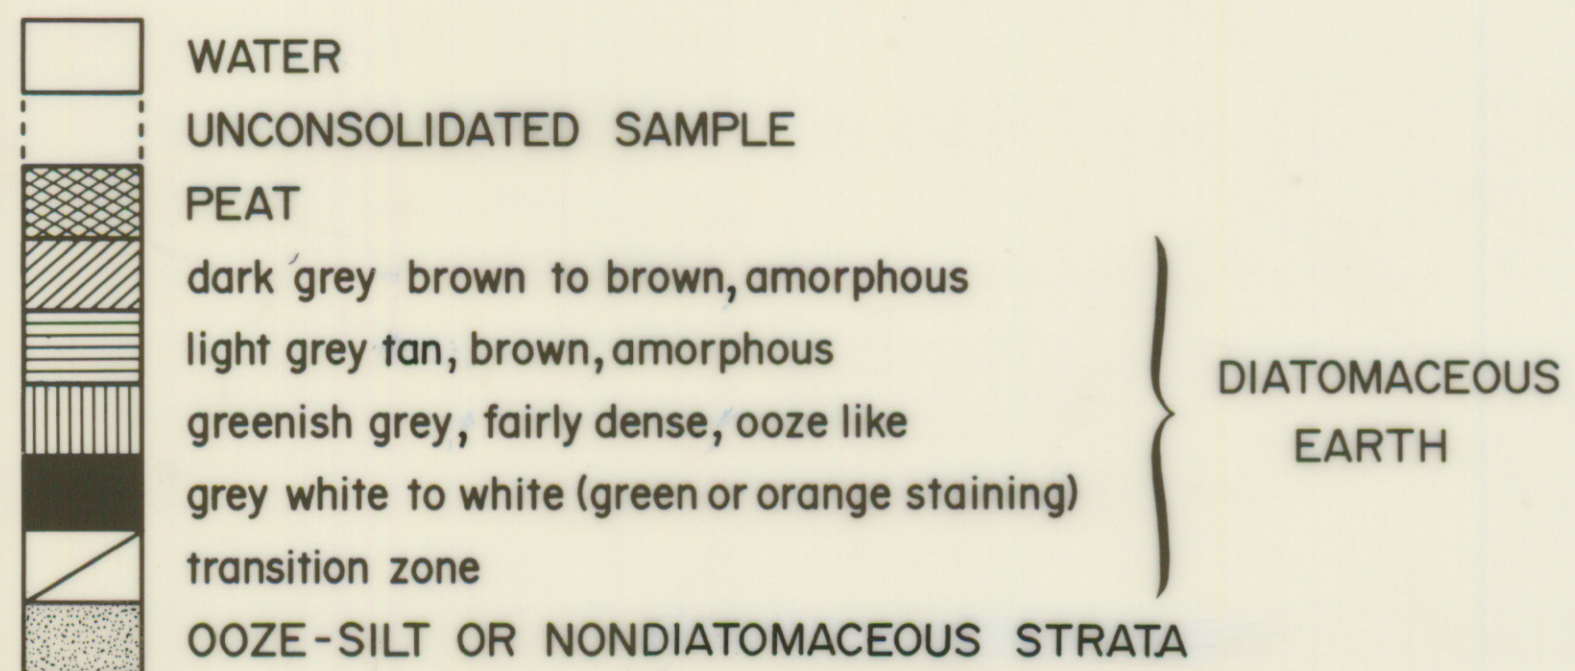 WATER
UNCONSOLIDATED SAMPLE
PEAT
dark grey brown to brown, amorphous
light grey tan, brown, amorphous
greenish grey, fairly dense, ooze like
grey white to white (green or orange staining)
transition zone
DIATOMACEOUS
EARTH
OOZE-SILT OR NONDIATOMACEOUS STRATA